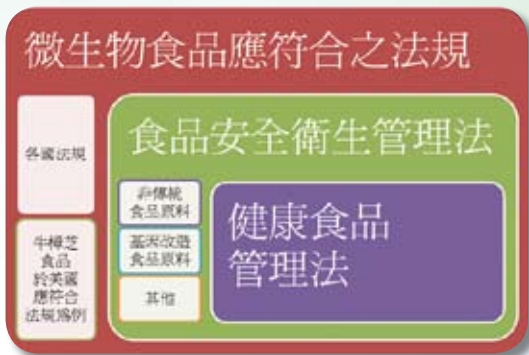 微生物食品應符合之法規
各國法規
牛樟芝
食品
於美國
應符合
法規為例
食品安全衛生管理法
非傳統
食品原料
基因改造
食品原料
其他
健康食品
管理法